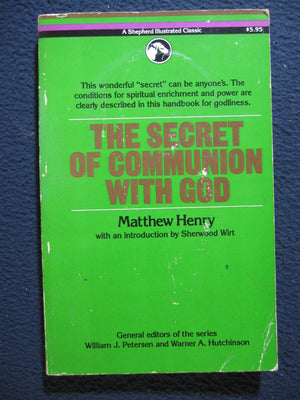 A Shepherd Illustrated Classic
$5.95
This wonderful "secret" can be anyone's. The
conditions for spiritual enrichment and power are
clearly described in this handbook for godliness.
THE SECRET
OF COMMUNION
WITH GOD
Matthew Henry
with an introduction by Sherwood Wirt
General editors of the series
William J. Petersen and Warner A. Hutchinson